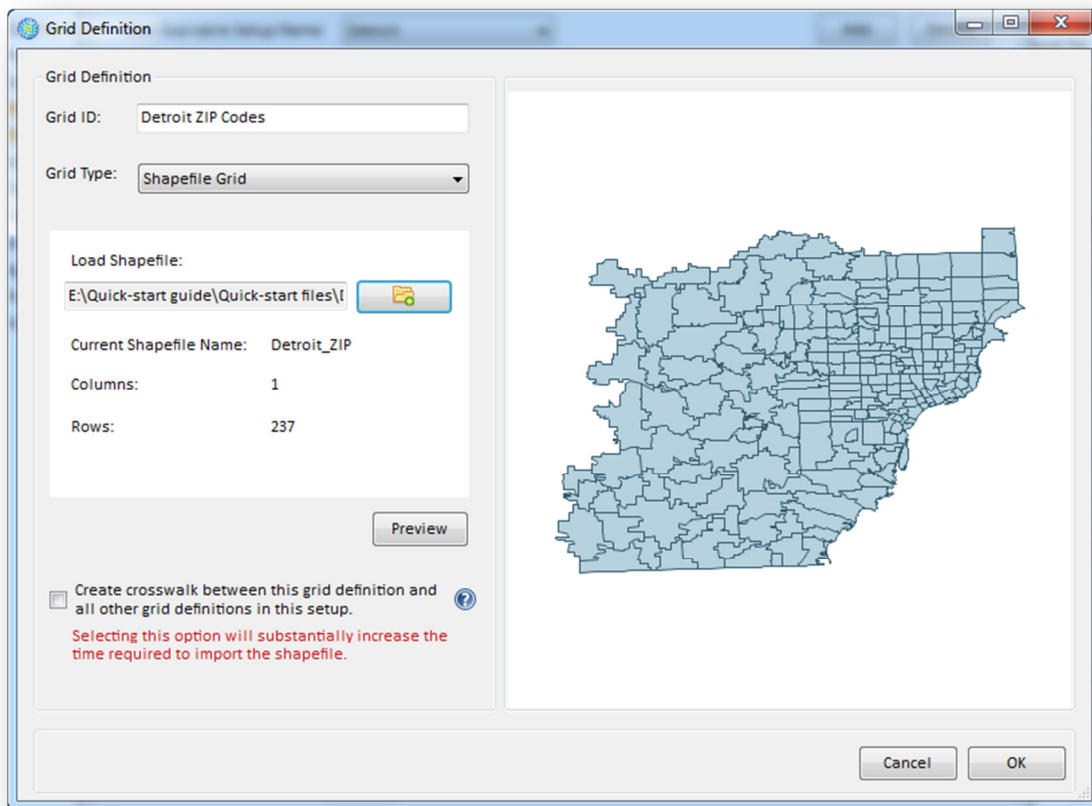 Grid Definition
Grid Definition
Grid ID: Detroit ZIP Codes
Grid Type: Shapefile Grid
Load Shapefile:
E:\Quick-start guide\Quick-start files\
Current Shapefile Name: Detroit_ZIP
Columns: 1
Rows: 237
Preview
Create crosswalk between this grid definition and
all other grid definitions in this setup.
Selecting this option will substantially increase the
time required to import the shapefile.
Cancel OK